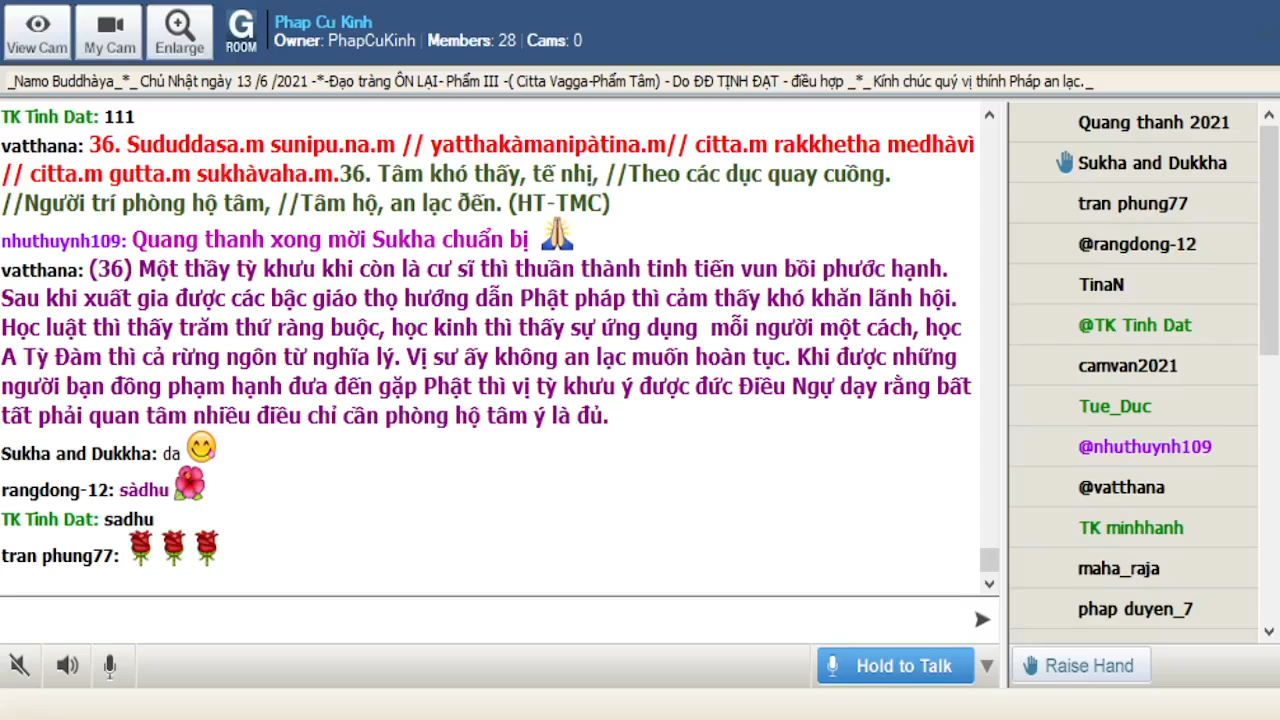 View Cam
My Cam
Enlarge
G
ROOM
Phap Cu Kinh
Owner: PhapCuKinh | Members: 28 | Cams: 0
_Namo Buddhàya_*_ Chủ Nhật ngày 13 /6 /2021 -*-Đạo tràng ÔN LẠI- Phẩm III -( Citta Vagga-Phẩm Tâm) - Do ĐĐ TỊNH ĐẠT - điều hợp _*_Kính chúc quý vị thính Pháp an lạc._
TK Tinh Dat: 111
vatthana: 36. Sududdasa.m sunipu.na.m // yatthakàmanipàtina.m// citta.m rakkhetha medhàvì
// citta.m gutta.m sukhàvaha.m.36. Tâm khó thấy, tế nhị, //Theo các dục quay cuồng.
//Người trí phòng hộ tâm, //Tâm hộ, an lạc ðến. (HT-TMC)
nhuthuynh109: Quang thanh xong mời Sukha chuẩn bị
vatthana: (36) Một thầy tỳ khưu khi còn là cư sĩ thì thuần thành tinh tiến vun bồi phước hạnh.
Sau khi xuất gia được các bậc giáo thọ hướng dẫn Phật pháp thì cảm thấy khó khăn lãnh hội.
Học luật thì thấy trăm thứ ràng buộc, học kinh thì thấy sự ứng dụng mỗi người một cách, học
A Tỳ Đàm thì cả rừng ngôn từ nghĩa lý. Vị sư ấy không an lạc muốn hoàn tục. Khi được những
người bạn đồng phạm hạnh đưa đến gặp Phật thì vị tỳ khưu ý được đức Điều Ngự dạy rằng bất
tất phải quan tâm nhiều điều chỉ cần phòng hộ tâm ý là đủ.
Sukha and Dukkha: da
rangdong-12: sàdhu
TK Tinh Dat: sadhu
tran phung77:
Quang thanh 2021
Sukha and Dukkha
tran phung77
@rangdong-12
TinaN
@TK Tinh Dat
camvan2021
Tue_Duc
@nhuthuynh109
@vatthana
TK minhhanh
maha_raja
phap duyen_7
Hold to Talk
Raise Hand